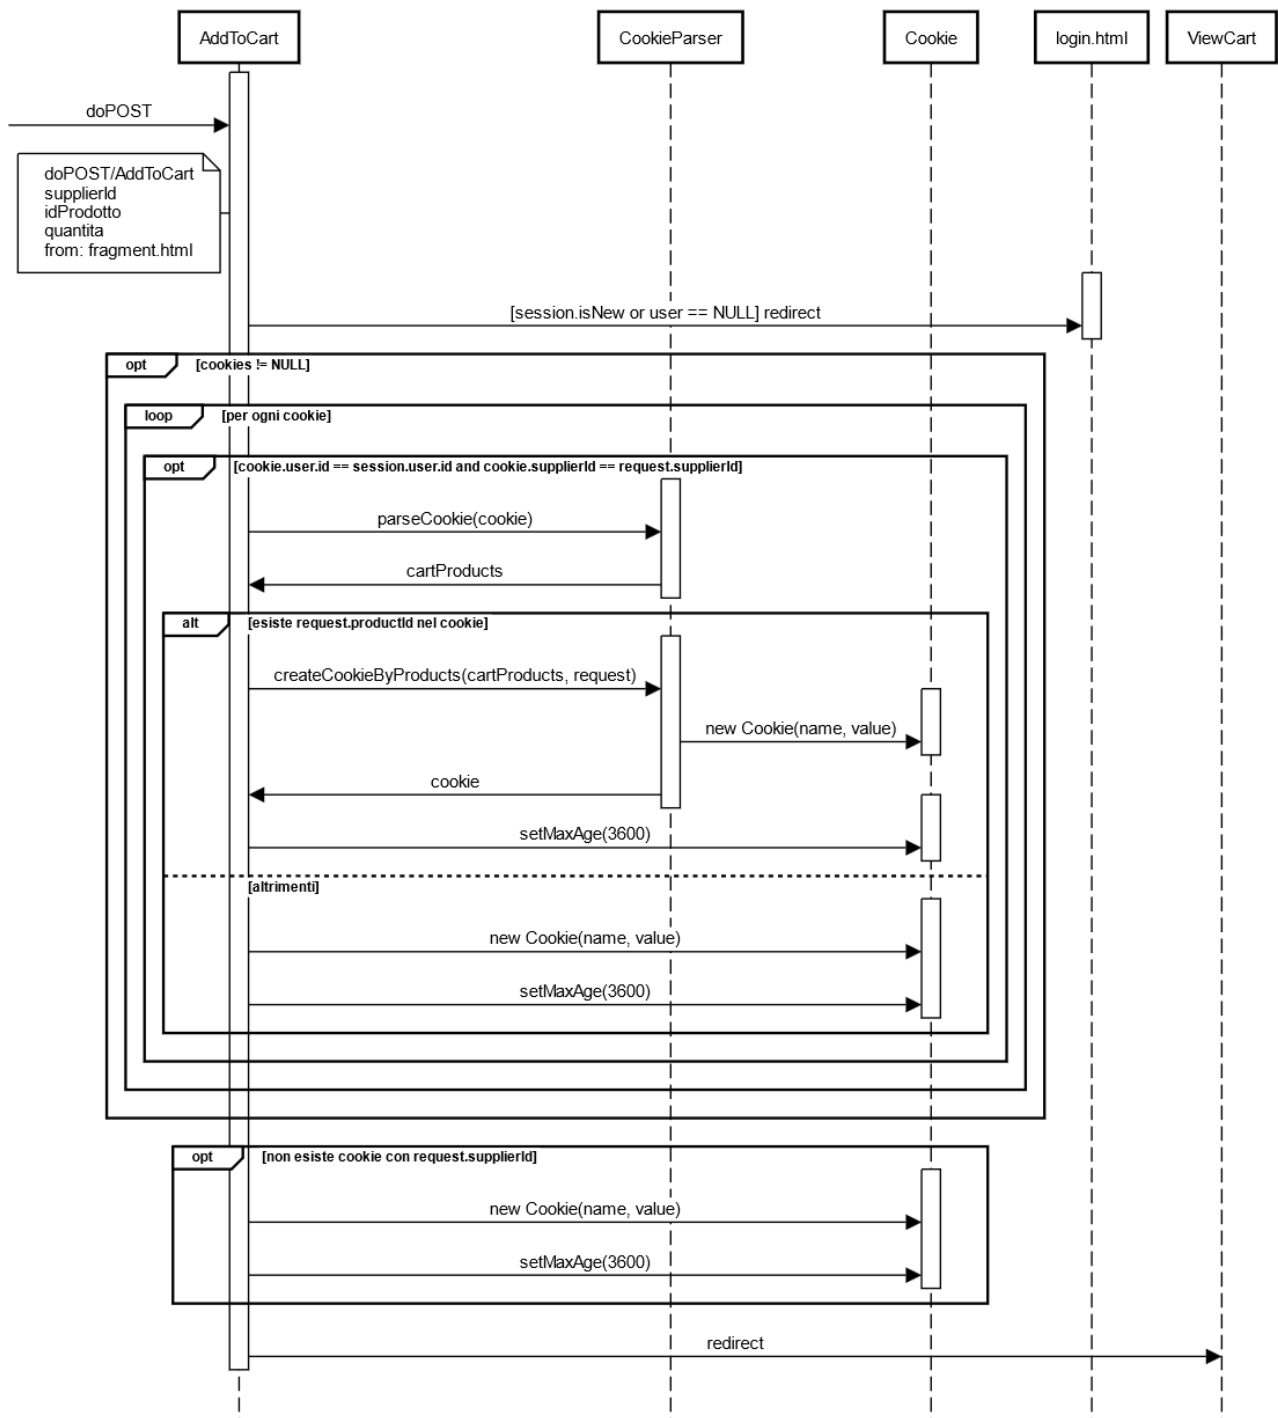 AddToCart
CookieParser
Cookie
login.html
ViewCart
doPOST
doPOST/AddToCart
supplierId
idProdotto
quantita
from: fragment.html
[session.isNew or user == NULL] redirect
opt
[cookies != NULL]
loop
[per ogni cookie]
opt
[cookie.user.id == session.user.id and cookie.supplierId == request.supplierId]
parseCookie(cookie)
cartProducts
alt
[esiste request.productId nel cookie]
createCookieByProducts(cartProducts, request)
new Cookie(name, value)
cookie
setMaxAge(3600)
[altrimenti]
new Cookie(name, value)
setMaxAge(3600)
opt
[non esiste cookie con request.supplierId]
new Cookie(name, value)
setMaxAge(3600)
redirect